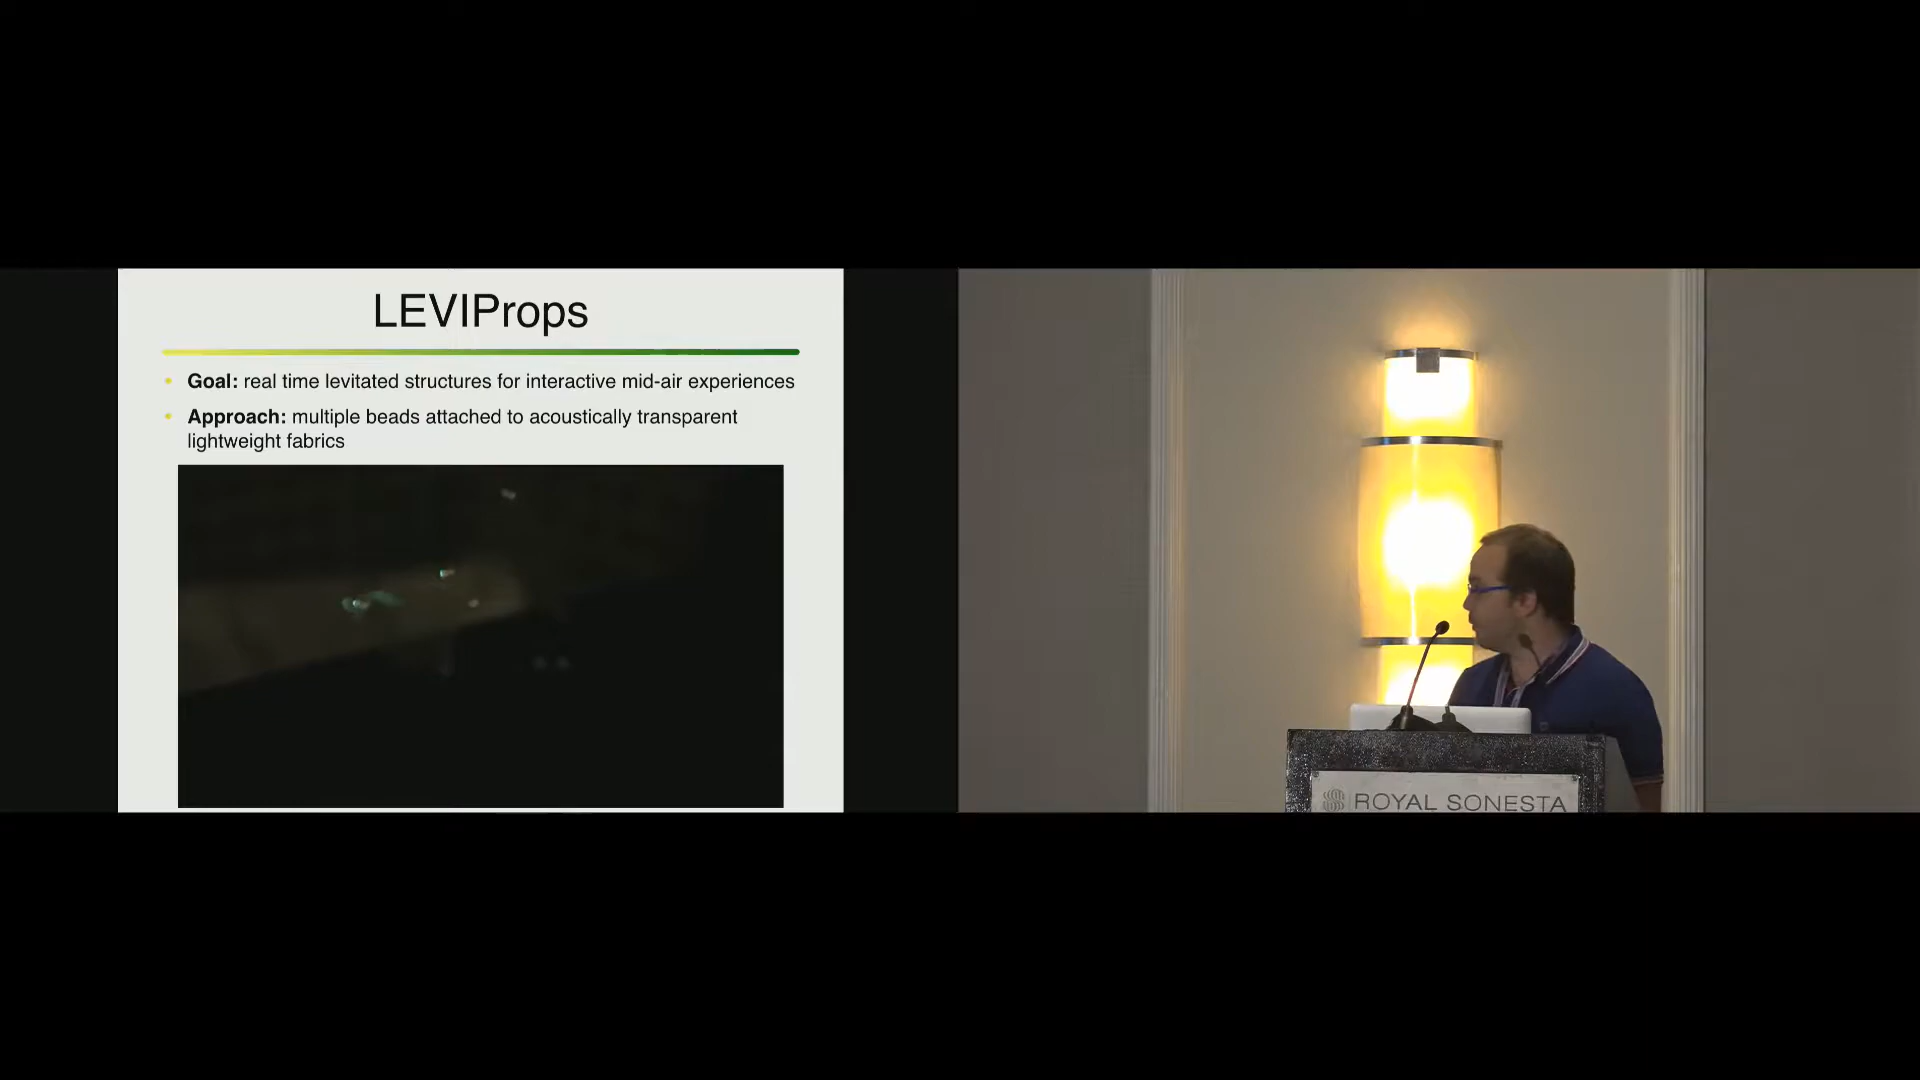 LEVIProps
• Goal: real time levitated structures for interactive mid-air experiences
• Approach: multiple beads attached to acoustically transparent
lightweight fabrics
ROYAL SONESTA